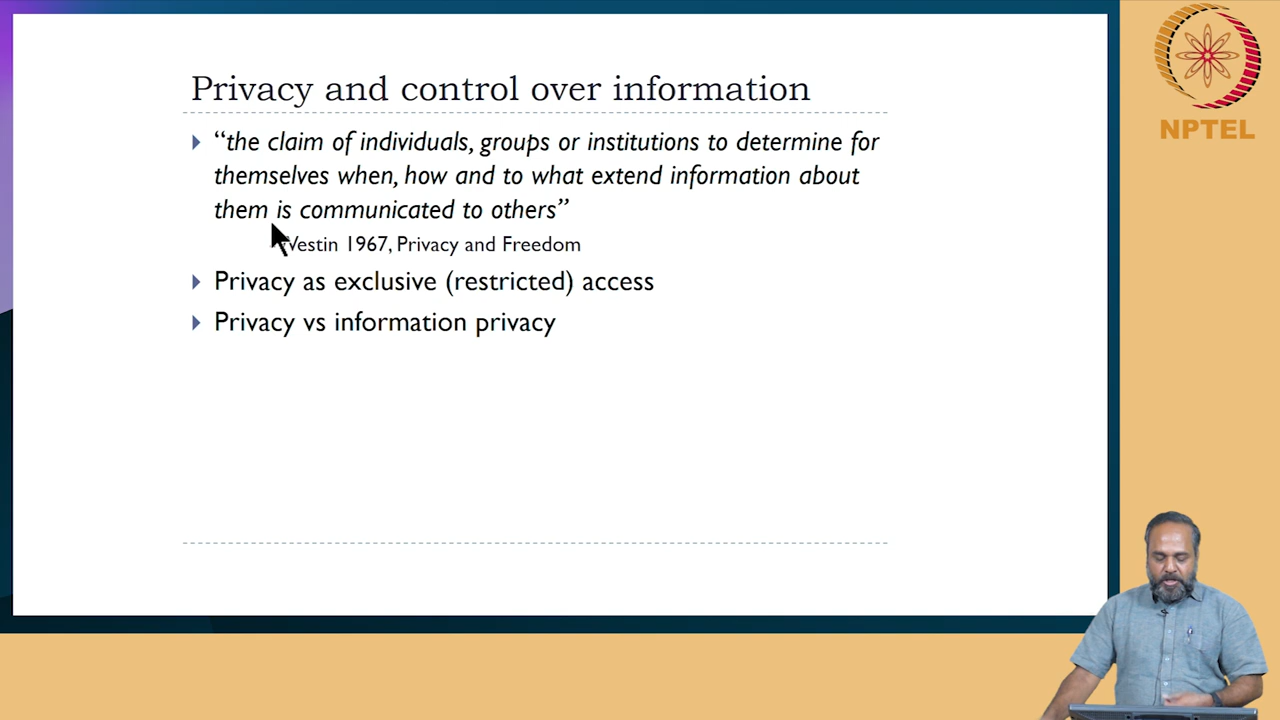 Privacy and control over information
“the claim of individuals, groups or institutions to determine for
themselves when, how and to what extend information about
them is communicated to others”
Westin 1967, Privacy and Freedom
Privacy as exclusive (restricted) access
Privacy vs information privacy
NPTEL